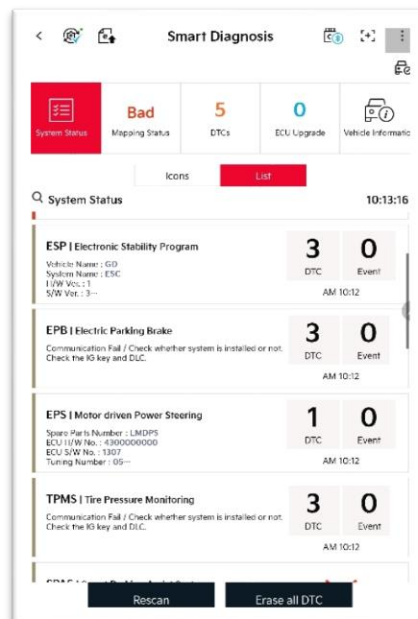 Smart Diagnosis
System Status
Bad
Mapping Status
5
DTCs
0
ECU Upgrade
Vehicle Informatic
Icons
List
System Status
10:13:16
ESP | Electronic Stability Program
Vehicle Name : GD
System Name : ESC
H/W Ver. : 1
S/W Ver. : 3···
3
DTC
0
Event
AM 10:12
EPB | Electric Parking Brake
Communication Fail / Check whether system is installed or not.
Check the IG key and DLC.
3
DTC
0
Event
AM 10:12
EPS | Motor driven Power Steering
Spare Parts Number : LMDPS
ECU H/W No. : 4300000000
ECU S/W No. : 1307
Tuning Number : 05···
1
DTC
0
Event
AM 10:12
TPMS | Tire Pressure Monitoring
Communication Fail / Check whether system is installed or not.
Check the IG key and DLC.
3
DTC
0
Event
AM 10:12
Rescan
Erase all DTC